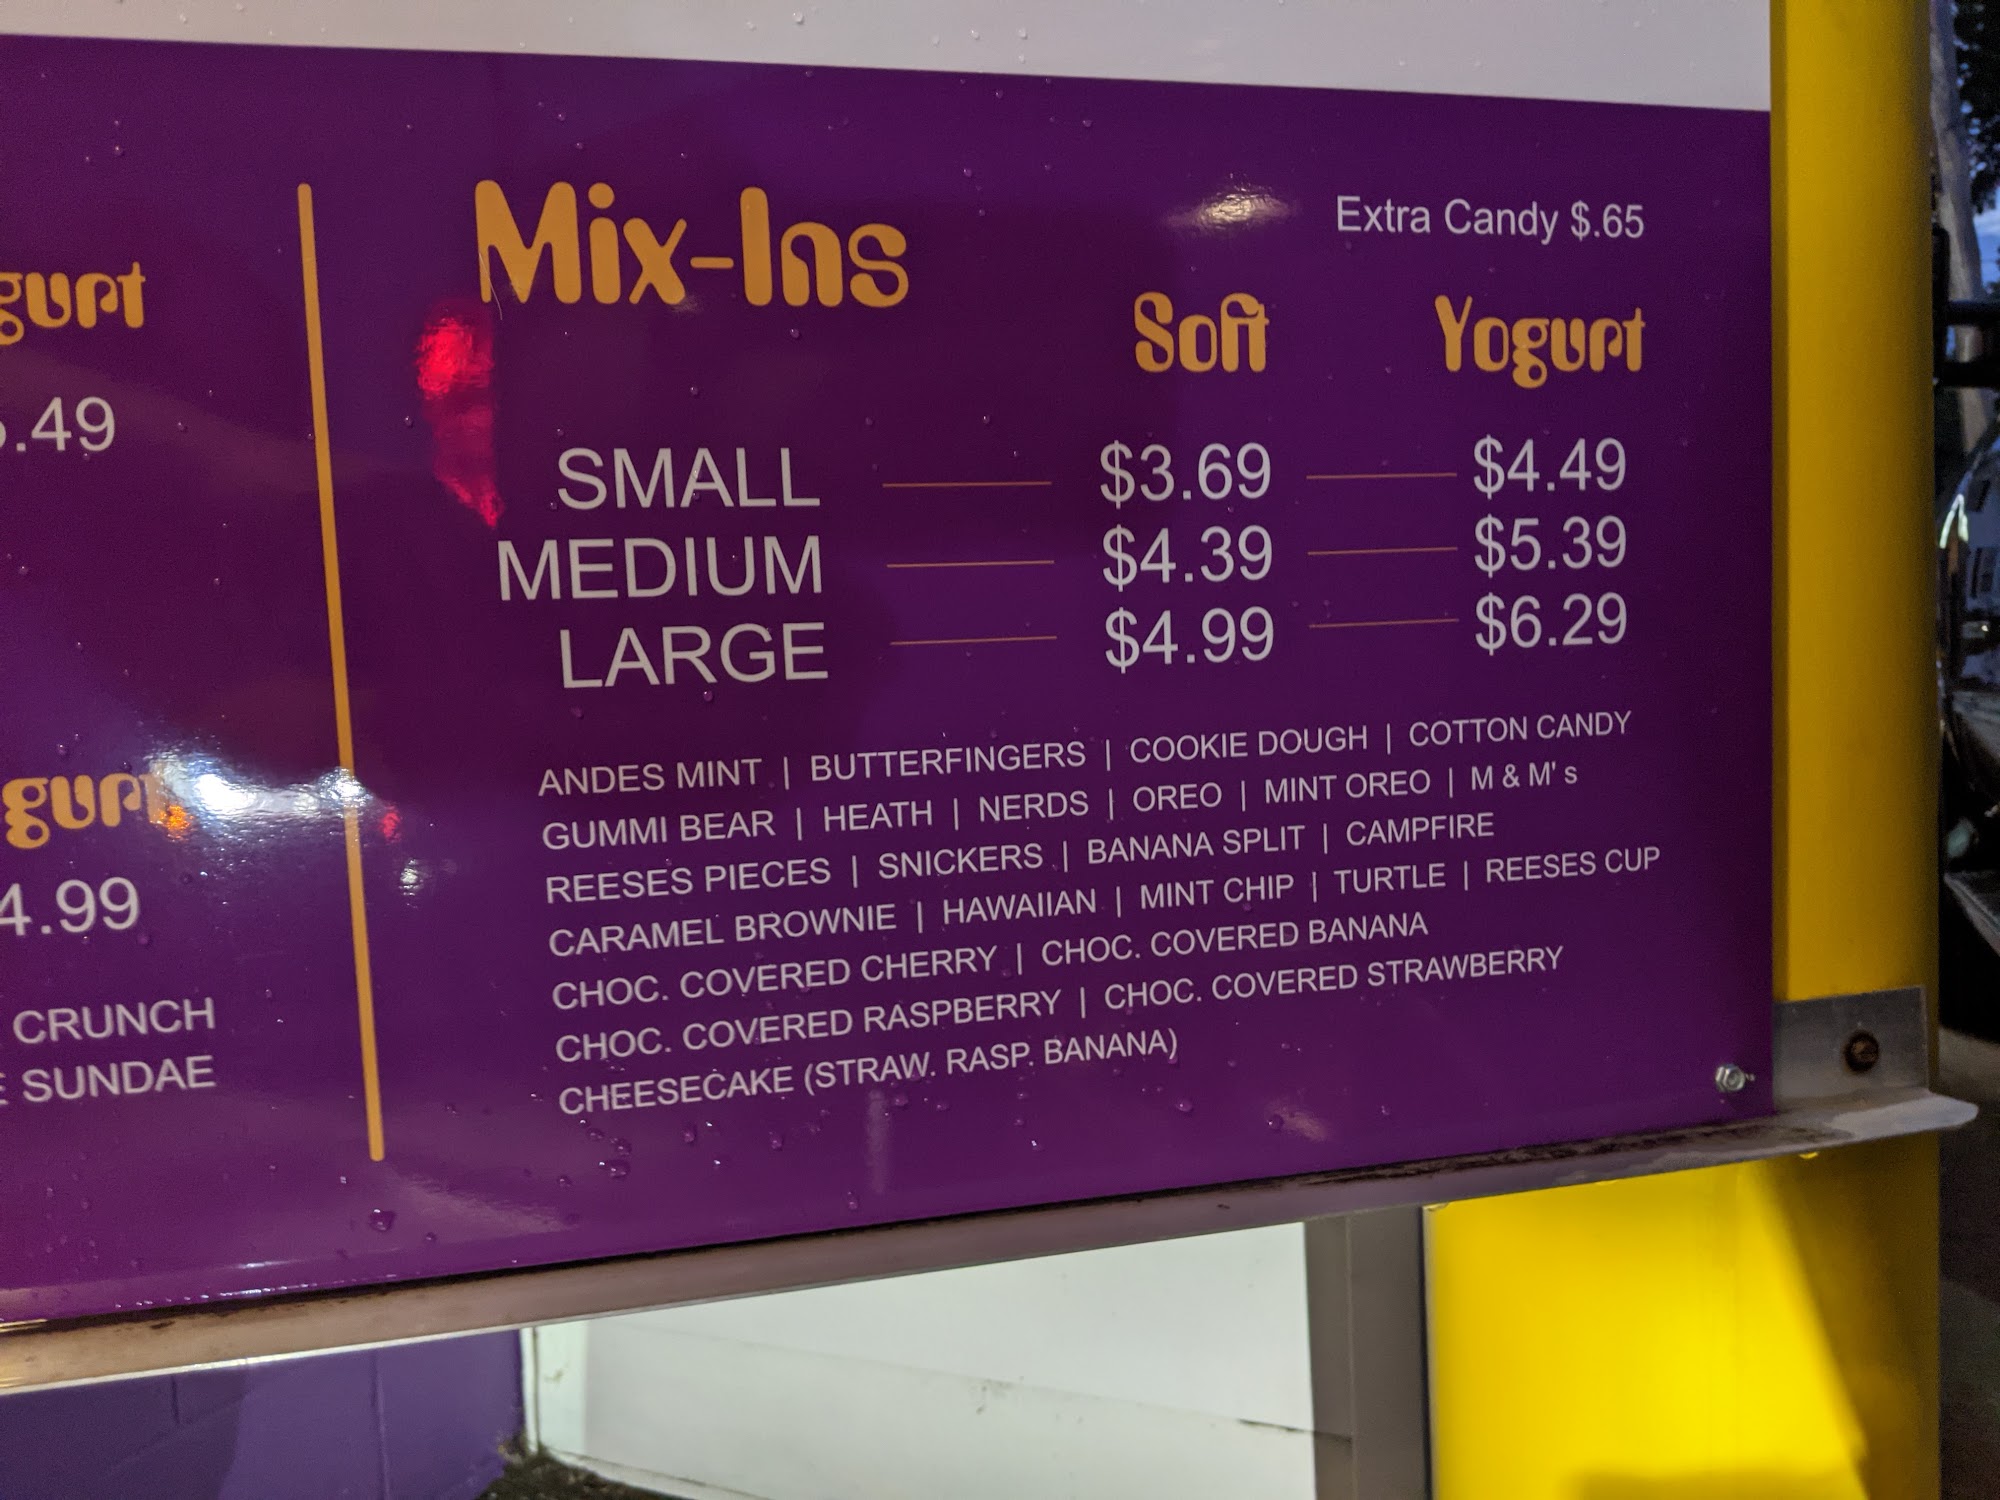 .49
4.99
CRUNCH
SUNDAE
Mix-Ins
Extra Candy $.65
Soft Yogurt
SMALL $3.69 $4.49
MEDIUM $4.39 $5.39
LARGE $4.99 $6.29
ANDES MINT | BUTTERFINGERS | COOKIE DOUGH | COTTON CANDY
GUMMI BEAR | HEATH | NERDS | OREO | MINT OREO | M & M' s
REESES PIECES | SNICKERS | BANANA SPLIT | CAMPFIRE
CARAMEL BROWNIE | HAWAIIAN | MINT CHIP | TURTLE | REESES CUP
CHOC. COVERED CHERRY | CHOC. COVERED BANANA
CHOC. COVERED RASPBERRY | CHOC. COVERED STRAWBERRY
CHEESECAKE (STRAW. RASP. BANANA)